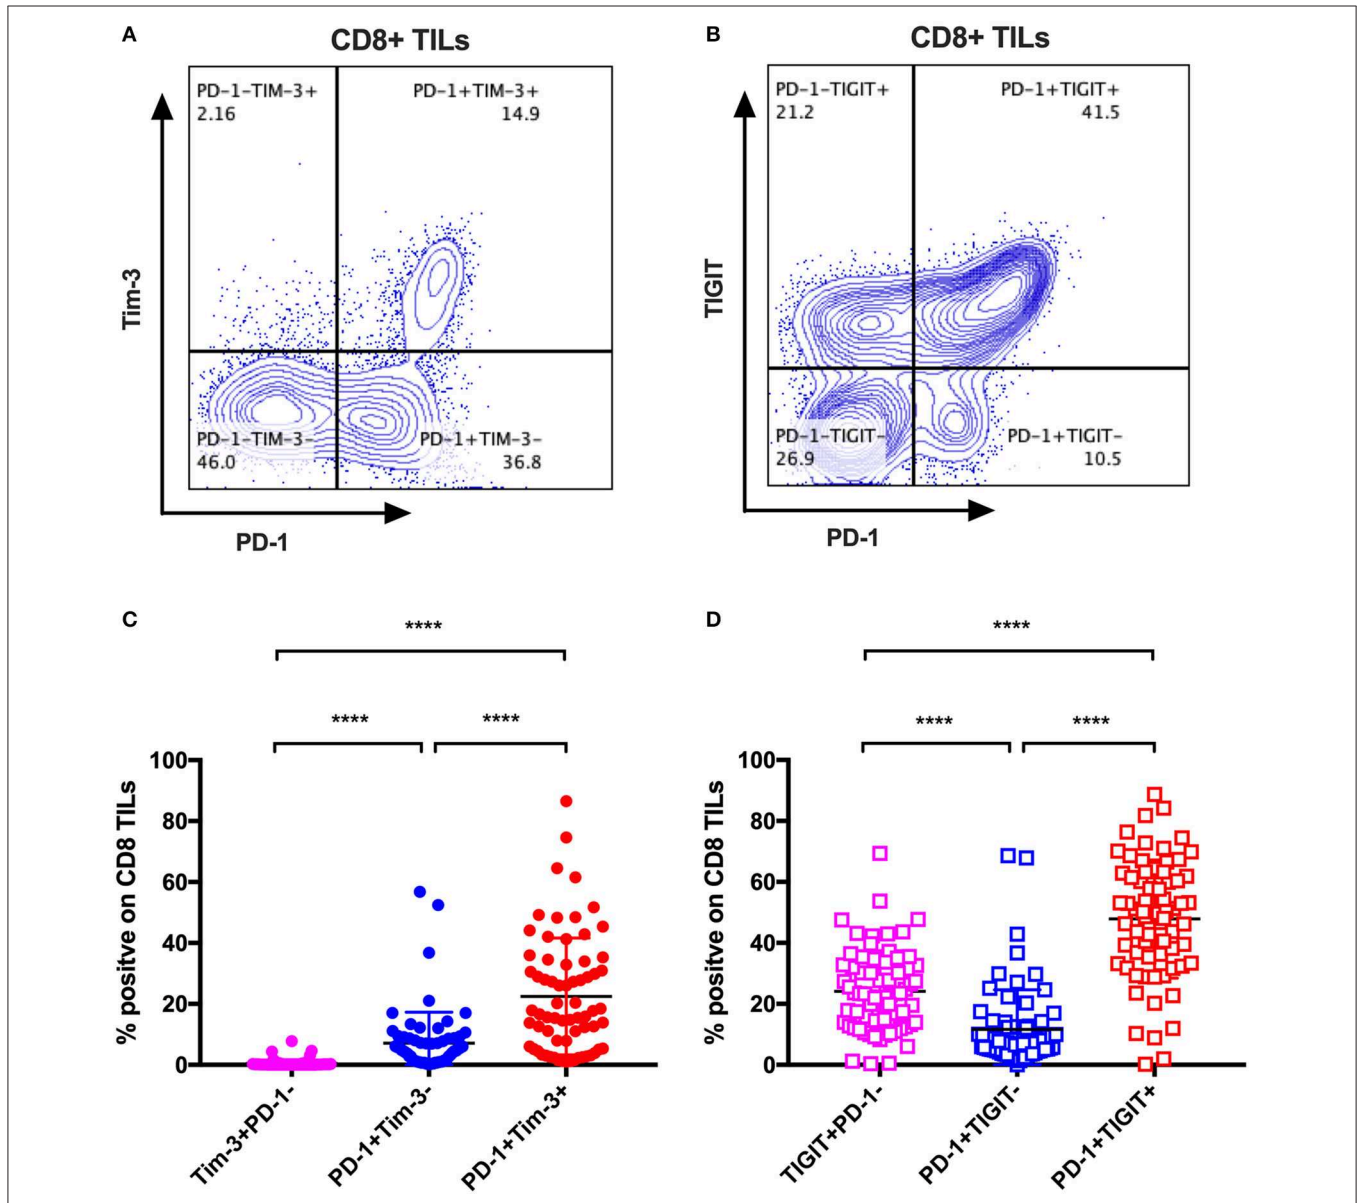 A
CD8+ TILs
PD-1-TIM-3+
2.16
PD-1+TIM-3+
14.9
Tim-3
PD-1-TIM-3-
46.0
PD-1+TIM-3-
36.8
PD-1
B
CD8+ TILs
PD-1-TIGIT+
21.2
PD-1+TIGIT+
41.5
TIGIT
PD-1-TIGIT-
26.9
PD-1+TIGIT-
10.5
PD-1
C
****
****
****
% positve on CD8 TILs
100
80
60
40
20
0
Tim-3+PD-1-
PD-1+Tim-3-
PD-1+Tim-3+
D
****
****
****
% positve on CD8 TILs
100
80
60
40
20
0
TIGIT+PD-1-
PD-1+TIGIT-
PD-1+TIGIT+